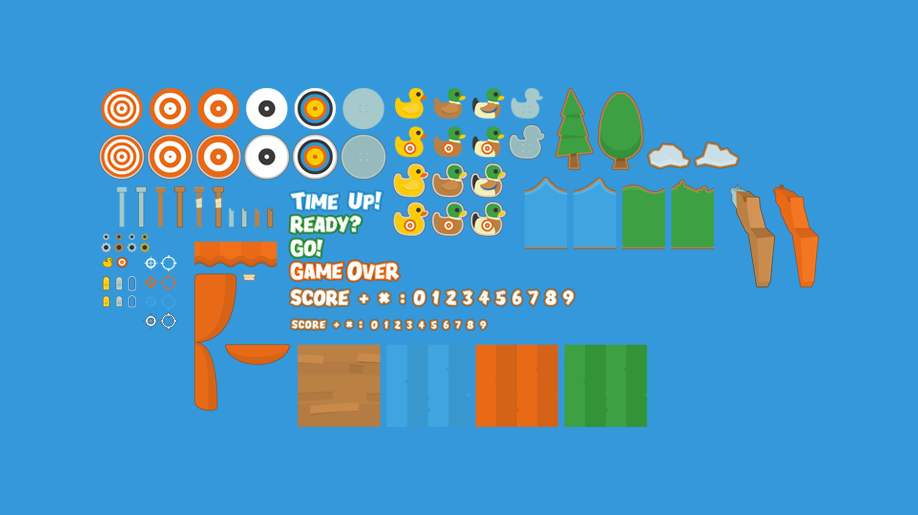 TIME UP!
READY?
GO!
GAME OVER
SCORE + × : 0 1 2 3 4 5 6 7 8 9
SCORE + × : 0 1 2 3 4 5 6 7 8 9